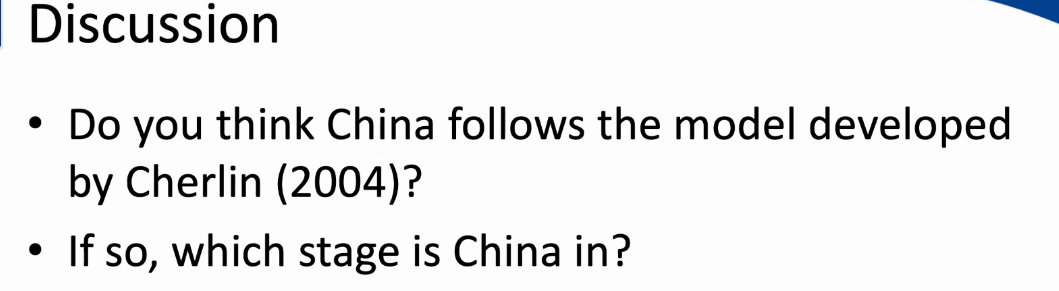 Discussion
• Do you think China follows the model developed
by Cherlin (2004)?
• If so, which stage is China in?